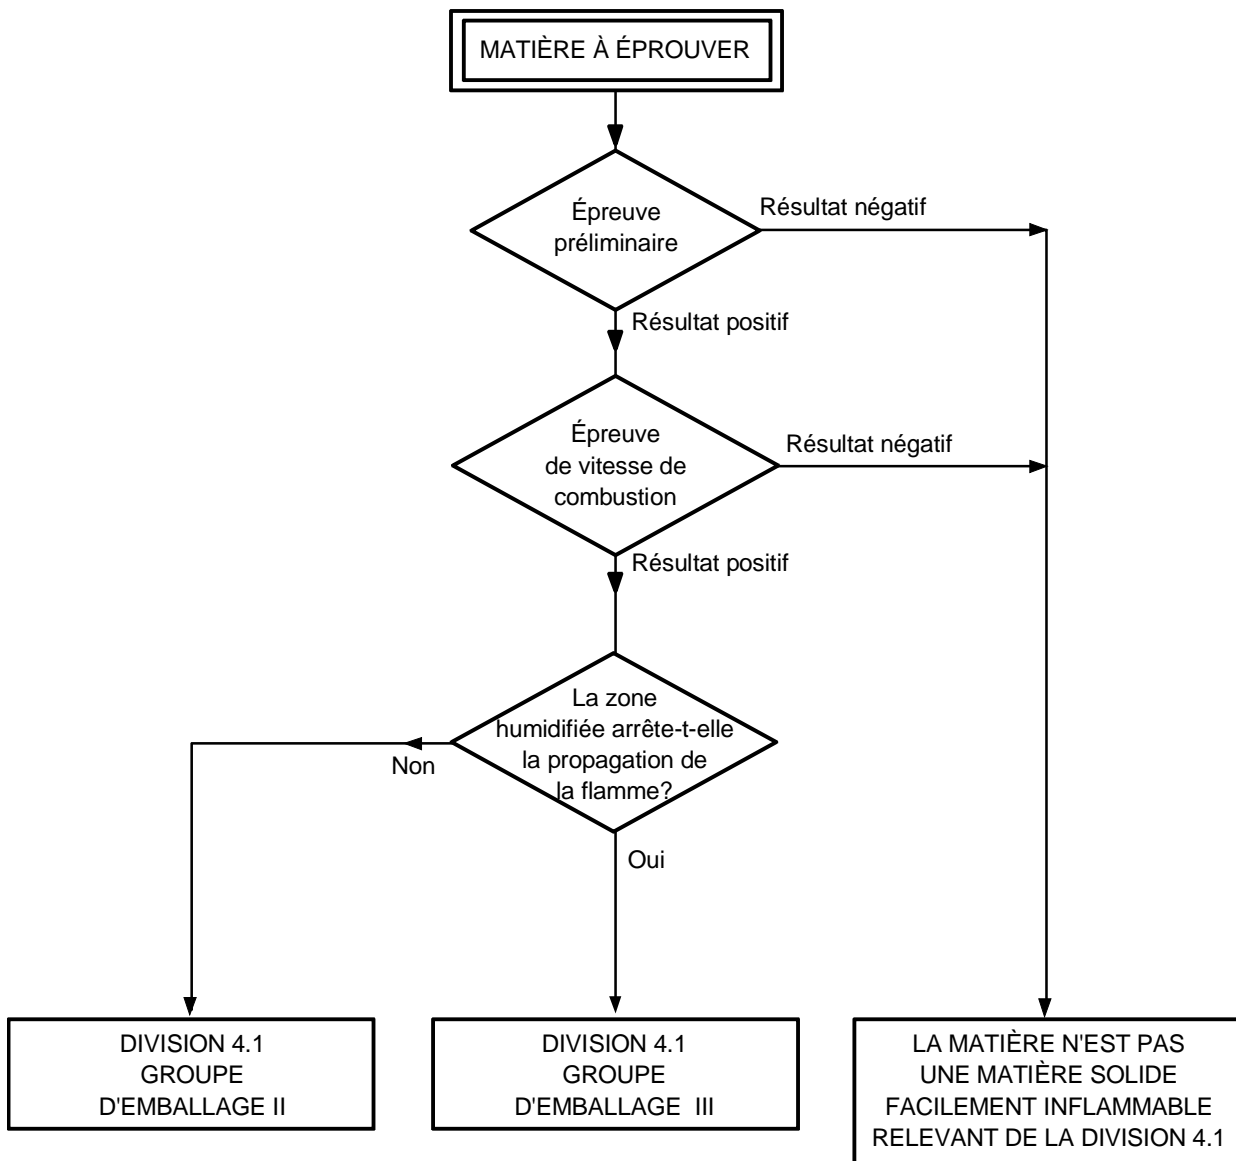 MATIÈRE À ÉPROUVER
Épreuve
préliminaire
Résultat négatif
Résultat positif
Épreuve
de vitesse de
combustion
Résultat négatif
Résultat positif
La zone
humidifiée arrête-t-elle
la propagation de
la flamme?
Non
Oui
DIVISION 4.1
GROUPE
D'EMBALLAGE II
DIVISION 4.1
GROUPE
D'EMBALLAGE III
LA MATIÈRE N'EST PAS
UNE MATIÈRE SOLIDE
FACILEMENT INFLAMMABLE
RELEVANT DE LA DIVISION 4.1